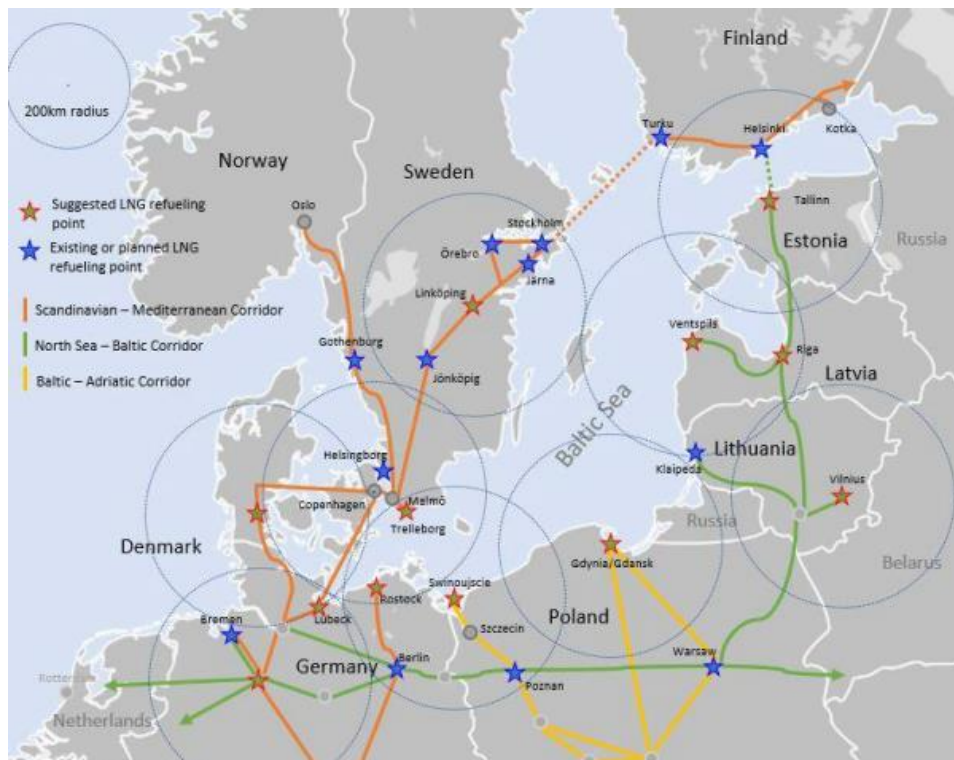 Finland
200km radius
Turku
Helsinki
Kotka
Norway
Sweden
Suggested LNG refueling
point
Oslo
Tallinn
Stockholm
Existing or planned LNG
refueling point
Örebro
Estonia
Russia
Järna
Linköping
Scandinavian – Mediterranean Corridor
Ventspils
North Sea – Baltic Corridor
Gothenburg
Riga
Baltic – Adriatic Corridor
Jönköpig
Latvia
Baltic Sea
Helsingborg
Lithuania
Klaipeda
Vilnius
Copenhagen
Malmö
Trelleborg
Russia
Denmark
Gdynia/Gdansk
Belarus
Swinoujscie
Rostock
Lübeck
Poland
Bremen
Szczecin
Germany
Berlin
Warsaw
Poznan
Netherlands